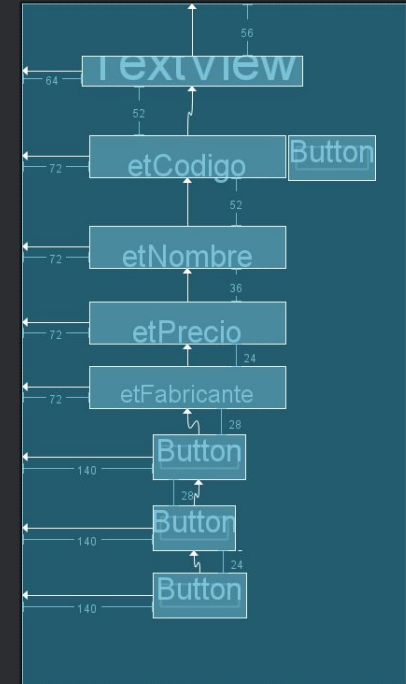 56
TextView
64
52
etCodigo Button
72
52
etNombre
72
36
etPrecio
72
24
etFabricante
72
28
Button
140
28
Button
140
24
Button
140